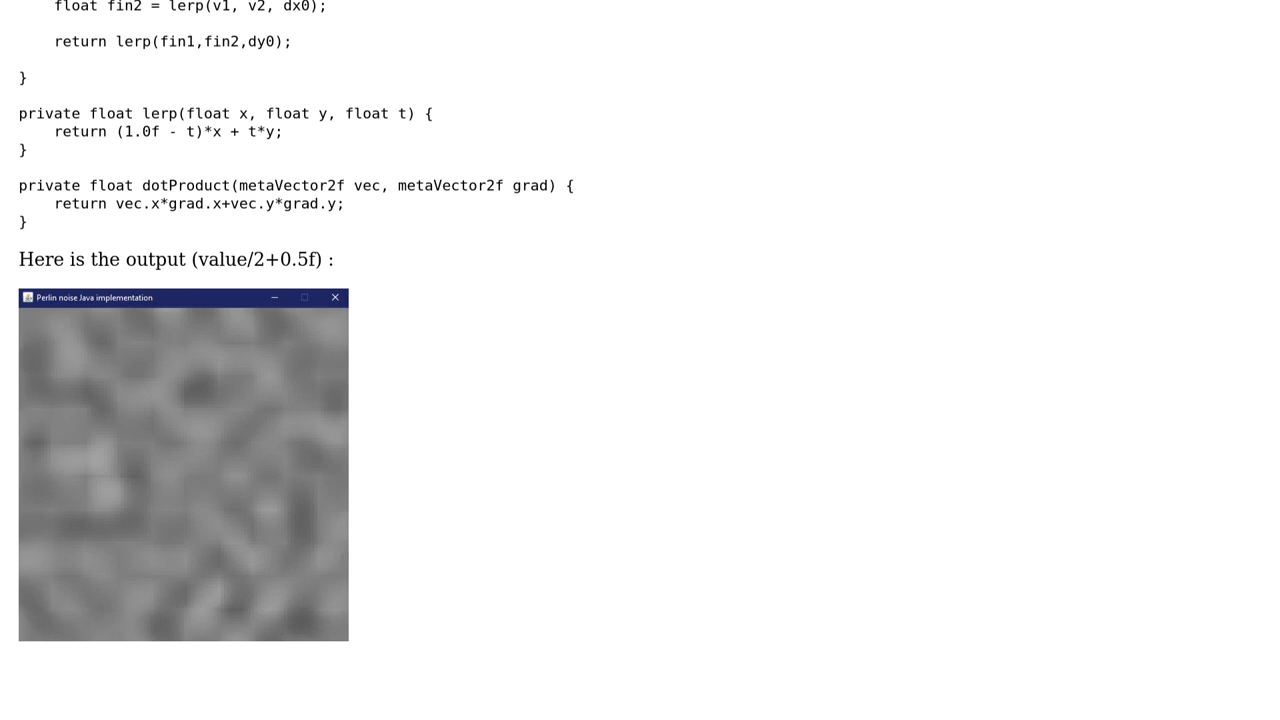 float fin2 = lerp(v1, v2, dx0);
return lerp(fin1,fin2,dy0);
}
private float lerp(float x, float y, float t) {
return (1.0f - t)*x + t*y;
}
private float dotProduct(metaVector2f vec, metaVector2f grad) {
return vec.x*grad.x+vec.y*grad.y;
}
Here is the output (value/2+0.5f) :
Perlin noise Java implementation